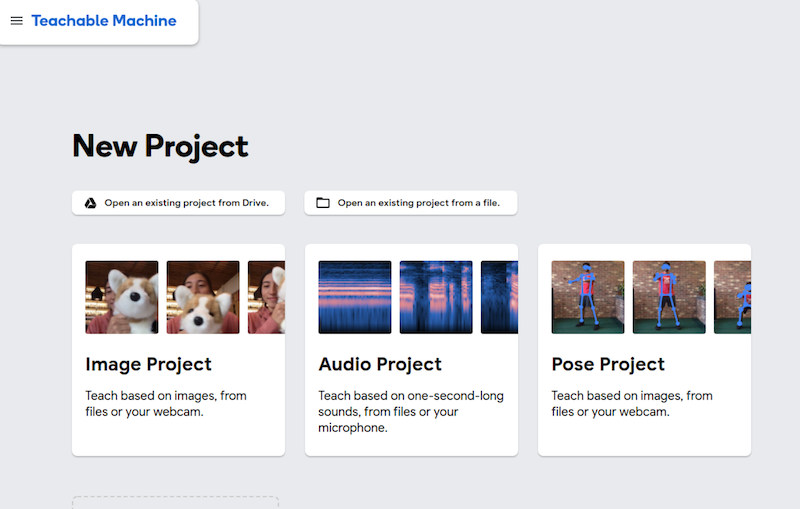 Teachable Machine
New Project
Open an existing project from Drive.
Open an existing project from a file.
Image Project
Teach based on images, from
files or your webcam.
Audio Project
Teach based on one-second-long
sounds, from files or your
microphone.
Pose Project
Teach based on images, from
files or your webcam.